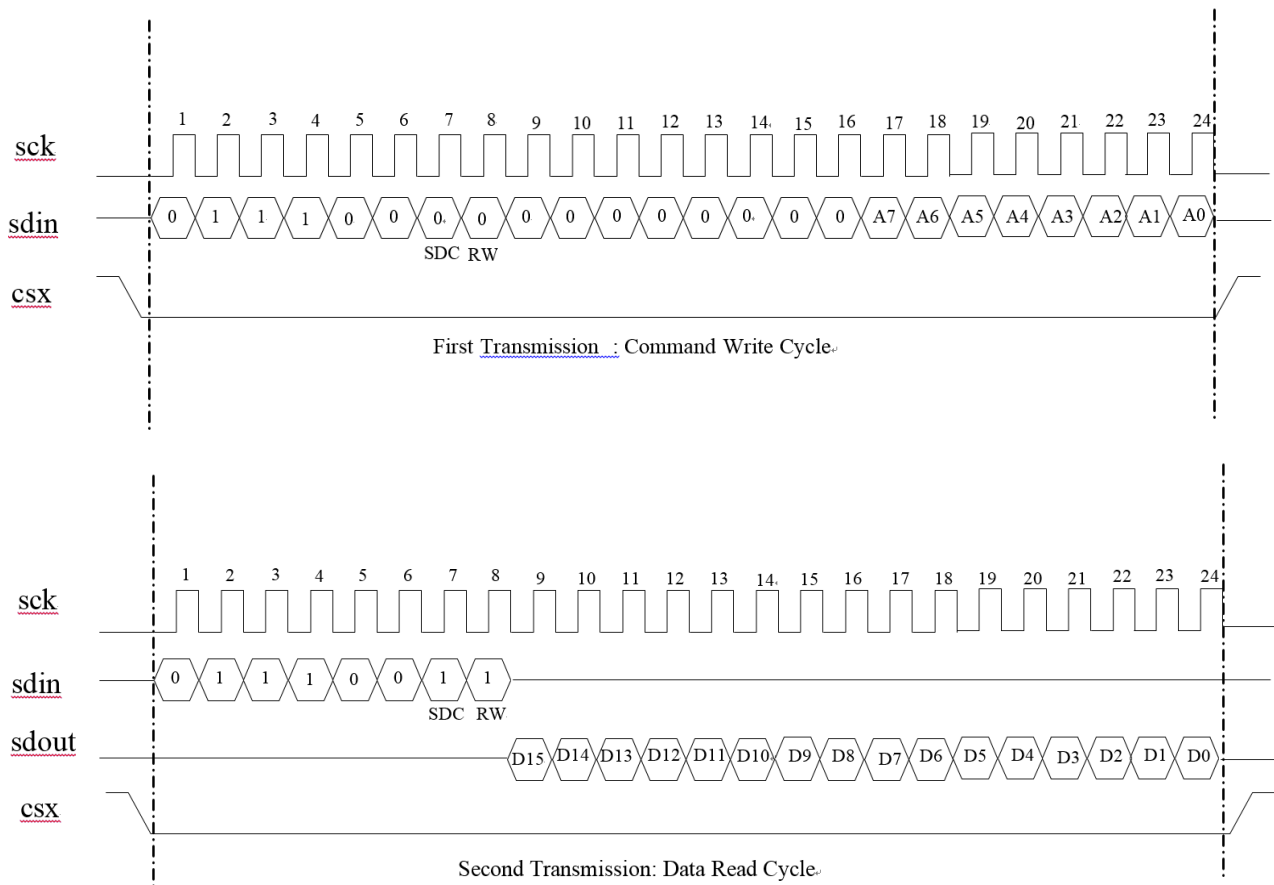 1 2 3 4 5 6 7 8 9 10 11 12 13 14 15 16 17 18 19 20 21 22 23 24
sck
sdin 0 1 1 1 0 0 0 0 0 0 0 0 0 0 0 0 A7 A6 A5 A4 A3 A2 A1 A0
SDC RW
csx
First Transmission : Command Write Cycle
1 2 3 4 5 6 7 8 9 10 11 12 13 14 15 16 17 18 19 20 21 22 23 24
sck
sdin 0 1 1 1 0 0 1 1
SDC RW
sdout D15 D14 D13 D12 D11 D10 D9 D8 D7 D6 D5 D4 D3 D2 D1 D0
csx
Second Transmission: Data Read Cycle